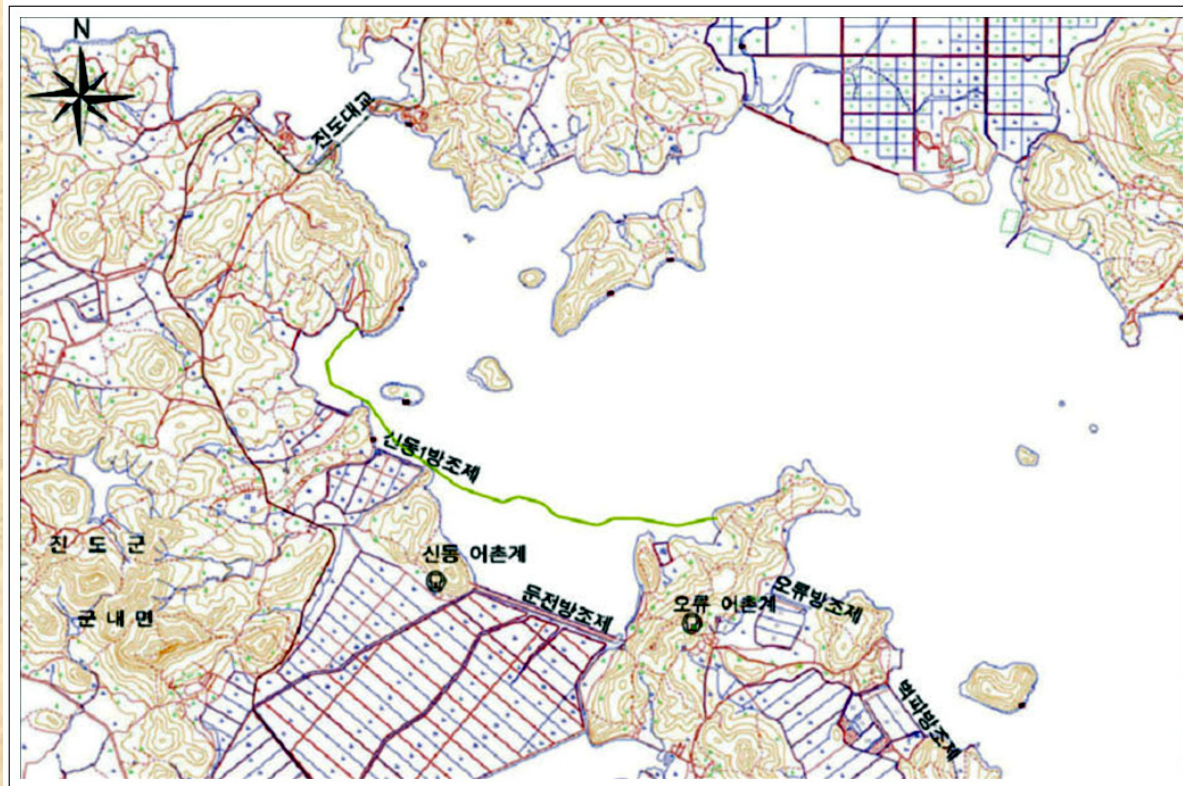 N
진도대교
신동1방조제
진 도 군
신동 어촌계
군 내 면
둔전방조제
오류방조제
오류 어촌계
벽파방조제